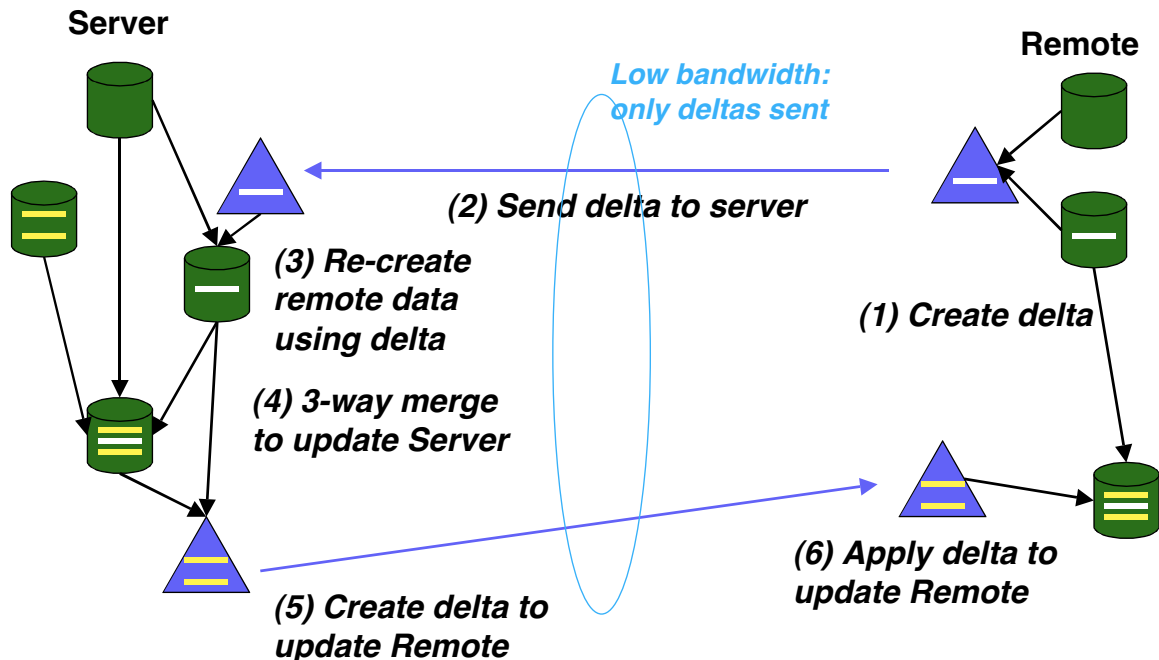 Server
Remote
Low bandwidth:
only deltas sent
(2) Send delta to server
(3) Re-create
remote data
using delta
(1) Create delta
(4) 3-way merge
to update Server
(6) Apply delta to
update Remote
(5) Create delta to
update Remote